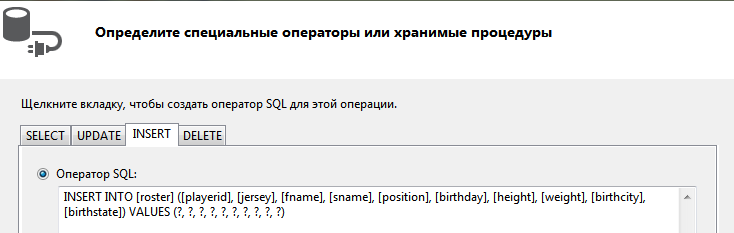 Определите специальные операторы или хранимые процедуры
Щелкните вкладку, чтобы создать оператор SQL для этой операции.
SELECT UPDATE INSERT DELETE
Оператор SQL:
INSERT INTO [roster] ([playerid], [jersey], [fname], [sname], [position], [birthday], [height], [weight], [birthcity],
[birthstate]) VALUES (?, ?, ?, ?, ?, ?, ?, ?, ?, ?)